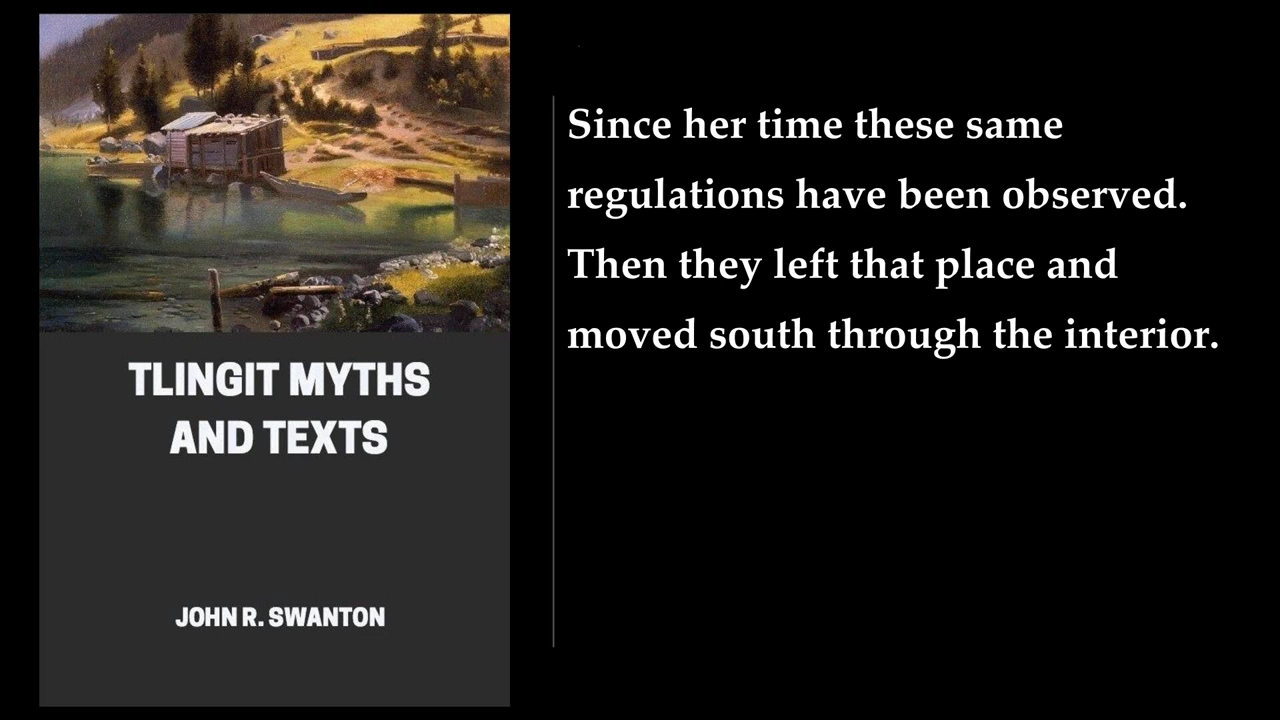 TLINGIT MYTHS
AND TEXTS
JOHN R. SWANTON
Since her time these same
regulations have been observed.
Then they left that place and
moved south through the interior.